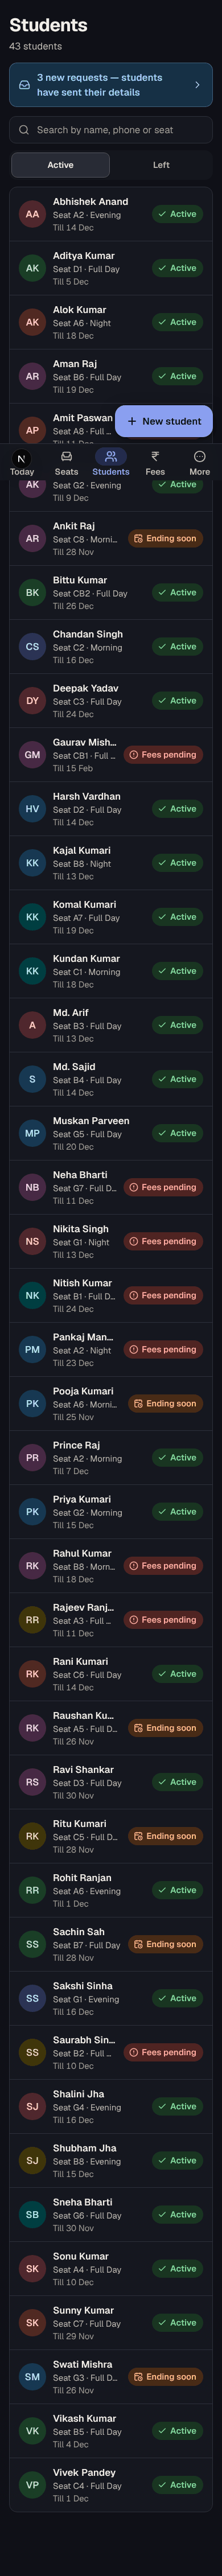 Students
43 students
3 new requests — students
have sent their details
Search by name, phone or seat
Active Left
AA Abhishek Anand
Seat A2 · Evening Active
Till 14 Dec
AK Aditya Kumar
Seat D1 · Full Day Active
Till 5 Dec
AK Alok Kumar
Seat A6 · Night Active
Till 18 Dec
AR Aman Raj
Seat B6 · Full Day Active
Till 19 Dec
AP Amit Paswan
Seat A8 · Full ...
+ New student
N
Today Seats Students Fees More
AK Seat G2 · Evening Active
Till 9 Dec
AR Ankit Raj
Seat C8 · Morni... Ending soon
Till 28 Nov
BK Bittu Kumar
Seat CB2 · Full Day Active
Till 26 Dec
CS Chandan Singh
Seat C2 · Morning Active
Till 16 Dec
DY Deepak Yadav
Seat C3 · Full Day Active
Till 24 Dec
GM Gaurav Mish...
Seat CB1 · Full ... Fees pending
Till 15 Feb
HV Harsh Vardhan
Seat D2 · Full Day Active
Till 14 Dec
KK Kajal Kumari
Seat B8 · Night Active
Till 13 Dec
KK Komal Kumari
Seat A7 · Full Day Active
Till 19 Dec
KK Kundan Kumar
Seat C1 · Morning Active
Till 18 Dec
A Md. Arif
Seat B3 · Full Day Active
Till 13 Dec
S Md. Sajid
Seat B4 · Full Day Active
Till 14 Dec
MP Muskan Parveen
Seat G5 · Full Day Active
Till 20 Dec
NB Neha Bharti
Seat G7 · Full D... Fees pending
Till 11 Dec
NS Nikita Singh
Seat G1 · Night Fees pending
Till 13 Dec
NK Nitish Kumar
Seat B1 · Full D... Fees pending
Till 24 Dec
PM Pankaj Man...
Seat A2 · Night Fees pending
Till 23 Dec
PK Pooja Kumari
Seat A6 · Morni... Ending soon
Till 25 Nov
PR Prince Raj
Seat A2 · Morning Active
Till 7 Dec
PK Priya Kumari
Seat G2 · Morning Active
Till 15 Dec
RK Rahul Kumar
Seat B8 · Morn... Fees pending
Till 18 Dec
RR Rajeev Ranj...
Seat A3 · Full ... Fees pending
Till 11 Dec
RK Rani Kumari
Seat C6 · Full Day Active
Till 14 Dec
RK Raushan Ku...
Seat A5 · Full D... Ending soon
Till 26 Nov
RS Ravi Shankar
Seat D3 · Full Day Active
Till 30 Nov
RK Ritu Kumari
Seat C5 · Full D... Ending soon
Till 28 Nov
RR Rohit Ranjan
Seat A6 · Evening Active
Till 1 Dec
SS Sachin Sah
Seat B7 · Full Day Ending soon
Till 28 Nov
SS Sakshi Sinha
Seat G1 · Evening Active
Till 16 Dec
SS Saurabh Sin...
Seat B2 · Full ... Fees pending
Till 10 Dec
SJ Shalini Jha
Seat G4 · Evening Active
Till 16 Dec
SJ Shubham Jha
Seat B8 · Evening Active
Till 15 Dec
SB Sneha Bharti
Seat G6 · Full Day Active
Till 30 Nov
SK Sonu Kumar
Seat A4 · Full Day Active
Till 10 Dec
SK Sunny Kumar
Seat C7 · Full Day Active
Till 29 Nov
SM Swati Mishra
Seat G3 · Full D... Ending soon
Till 26 Nov
VK Vikash Kumar
Seat B5 · Full Day Active
Till 4 Dec
VP Vivek Pandey
Seat C4 · Full Day Active
Till 1 Dec